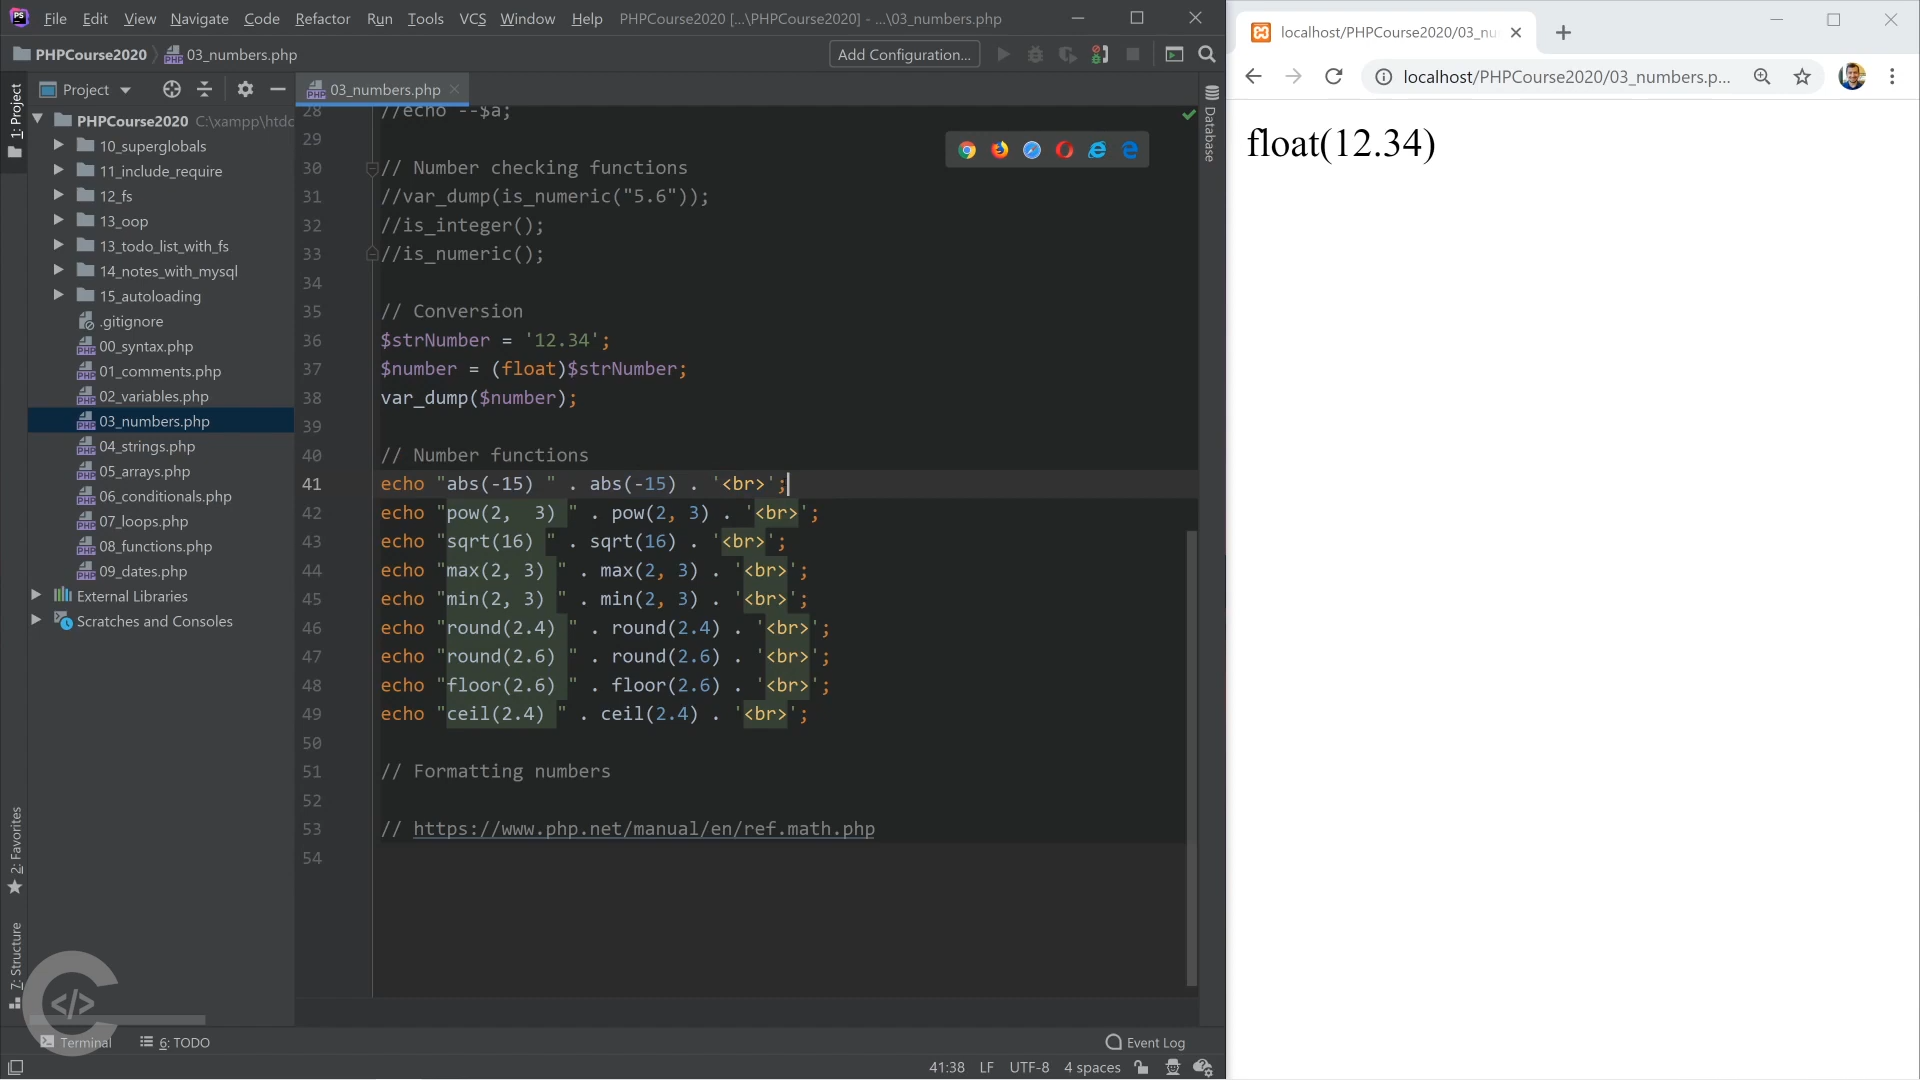 PS File Edit View Navigate Code Refactor Run Tools VCS Window Help PHPCourse2020 [...\PHPCourse2020] - ...\03_numbers.php
PHPCourse2020 03_numbers.php Add Configuration...
1: Project
Project
03_numbers.php
PHPCourse2020 C:\xampp\htdc
10_superglobals
11_include_require
12_fs
13_oop
13_todo_list_with_fs
14_notes_with_mysql
15_autoloading
.gitignore
00_syntax.php
01_comments.php
02_variables.php
03_numbers.php
04_strings.php
05_arrays.php
06_conditionals.php
07_loops.php
08_functions.php
09_dates.php
External Libraries
Scratches and Consoles
2: Favorites
7: Structure
28 //echo --$a;
29
30 // Number checking functions
31 //var_dump(is_numeric("5.6"));
32 //is_integer();
33 //is_numeric();
34
35 // Conversion
36 $strNumber = '12.34';
37 $number = (float)$strNumber;
38 var_dump($number);
39
40 // Number functions
41 echo "abs(-15) " . abs(-15) . '<br>';
42 echo "pow(2,  3) " . pow(2, 3) . '<br>';
43 echo "sqrt(16) " . sqrt(16) . '<br>';
44 echo "max(2, 3) " . max(2, 3) . '<br>';
45 echo "min(2, 3) " . min(2, 3) . '<br>';
46 echo "round(2.4) " . round(2.4) . '<br>';
47 echo "round(2.6) " . round(2.6) . '<br>';
48 echo "floor(2.6) " . floor(2.6) . '<br>';
49 echo "ceil(2.4) " . ceil(2.4) . '<br>';
50
51 // Formatting numbers
52
53 // https://www.php.net/manual/en/ref.math.php
54
Database
</>
Terminal 6: TODO Event Log
41:38 LF UTF-8 4 spaces
localhost/PHPCourse2020/03_nu
localhost/PHPCourse2020/03_numbers.p...
float(12.34)